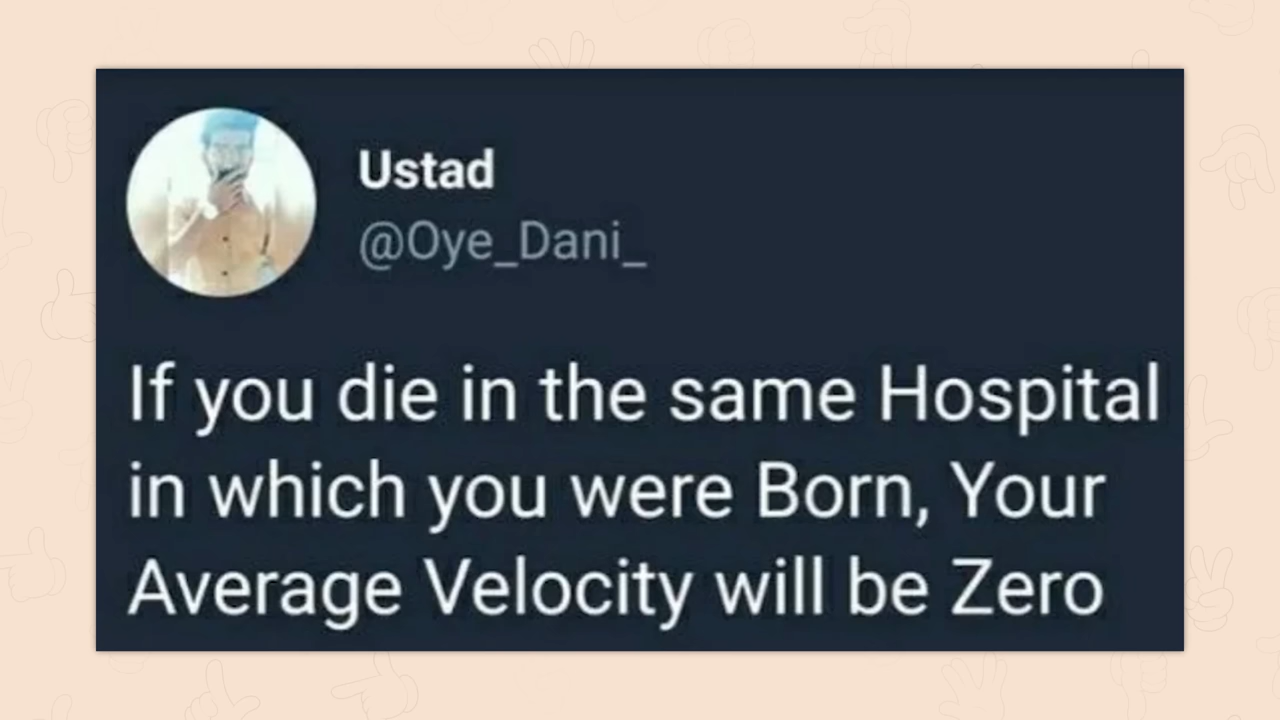 Ustad
@Oye_Dani_
If you die in the same Hospital
in which you were Born, Your
Average Velocity will be Zero